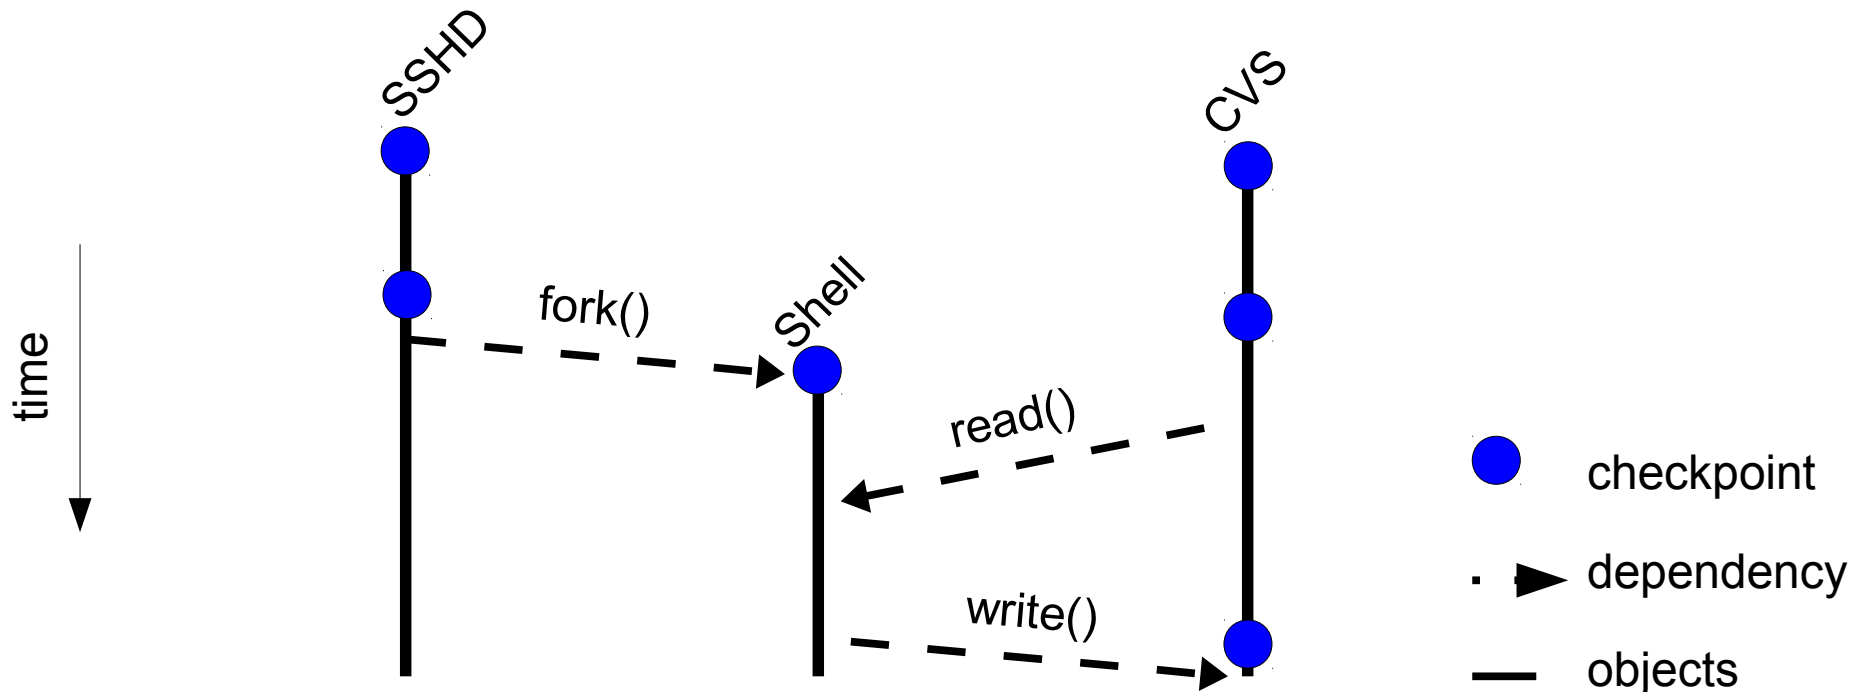 SSHD
CVS
Shell
fork()
time
read()
write()
checkpoint
dependency
objects